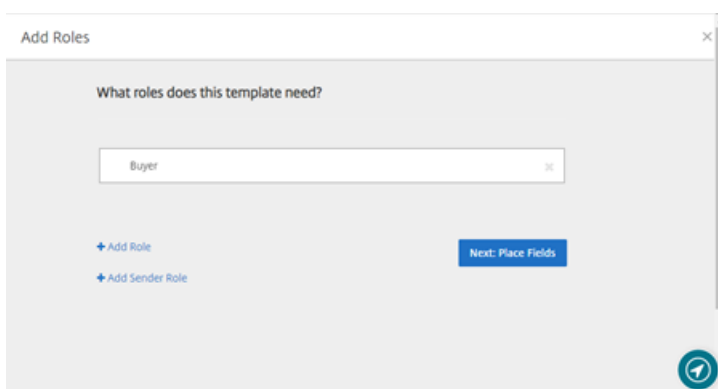 Add Roles
What roles does this template need?
Buyer
+ Add Role
Next: Place Fields
+ Add Sender Role